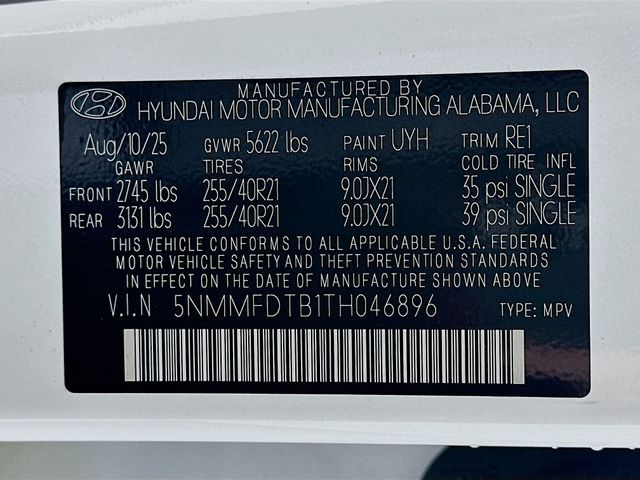 MANUFACTURED BY
HYUNDAI MOTOR MANUFACTURING ALABAMA, LLC
Aug/10/25 GVWR 5622 lbs PAINT UYH TRIM RE1
GAWR TIRES RIMS COLD TIRE INFL
FRONT 2745 lbs 255/40R21 9.0JX21 35 psi SINGLE
REAR 3131 lbs 255/40R21 9.0JX21 39 psi SINGLE
THIS VEHICLE CONFORMS TO ALL APPLICABLE U.S.A. FEDERAL
MOTOR VEHICLE SAFETY AND THEFT PREVENTION STANDARDS
IN EFFECT ON THE DATE OF MANUFACTURE SHOWN ABOVE.
V.I.N 5NMMFDTB1TH046896 TYPE: MPV